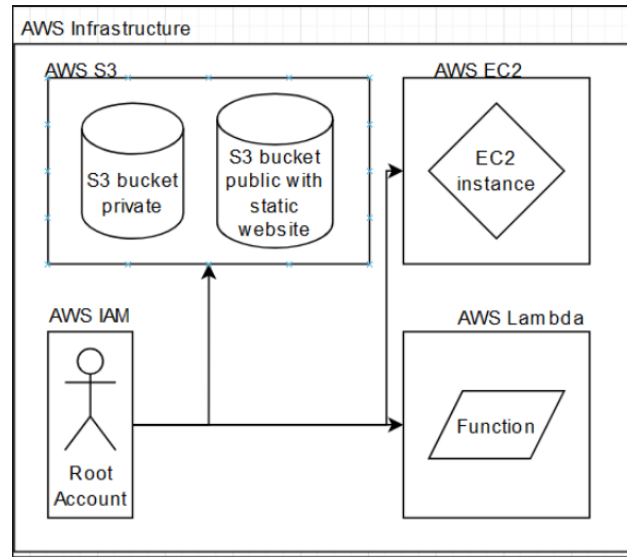 AWS Infrastructure
AWS S3
AWS EC2
S3 bucket
private
S3 bucket
public with
static
website
EC2
instance
AWS IAM
AWS Lambda
Root
Account
Function